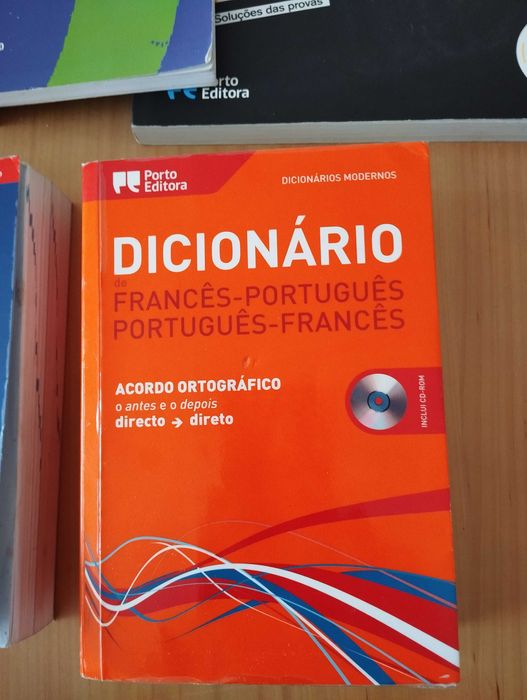 Soluções das provas
Porto
Editora
Porto
Editora
DICIONÁRIOS MODERNOS
DICIONÁRIO
de
FRANCÊS-PORTUGUÊS
PORTUGUÊS-FRANCÊS
ACORDO ORTOGRÁFICO
o antes e o depois
directo → direto
INCLUI CD-ROM